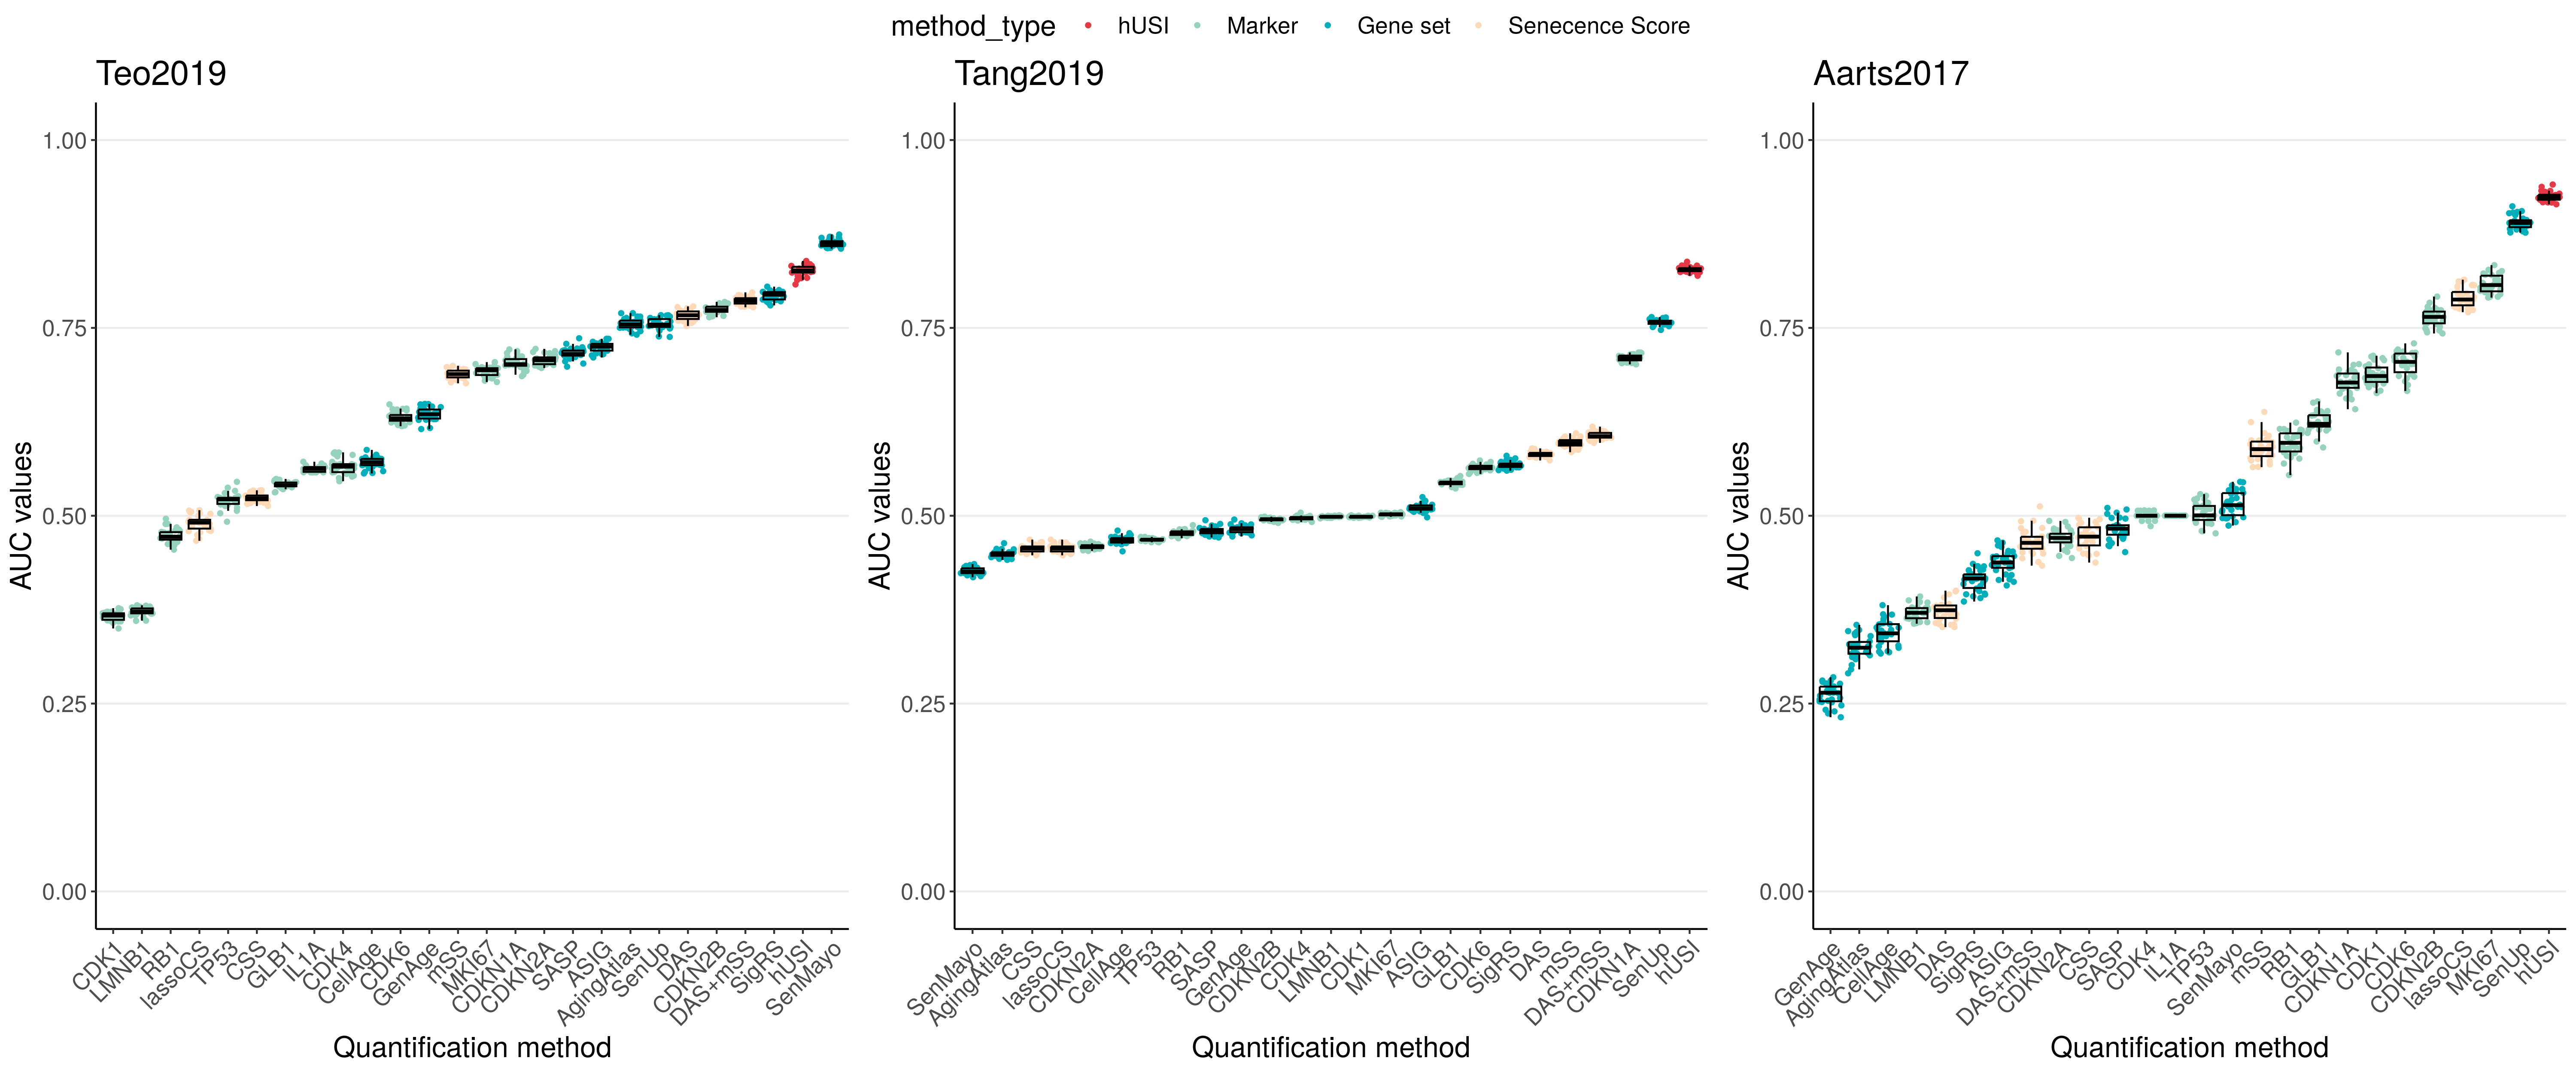 method_type hUSI Marker Gene set Senecence Score
Teo2019
AUC values
1.00
0.75
0.50
0.25
0.00
CDK1
LMNB1
RB1
lassoCS
TP53
CSS
GLB1
IL1A
CDK4
CellAge
CDK6
GenAge
mSS
MKI67
CDKN1A
CDKN2A
SASP
ASIG
AgingAtlas
SenUp
DAS
CDKN2B
DAS+mSS
SigRS
hUSI
SenMayo
Quantification method
Tang2019
AUC values
1.00
0.75
0.50
0.25
0.00
SenMayo
AgingAtlas
CSS
lassoCS
CDKN2A
CellAge
TP53
RB1
SASP
GenAge
CDKN2B
CDK4
LMNB1
CDK1
MKI67
ASIG
GLB1
CDK6
SigRS
DAS
mSS
DAS+mSS
CDKN1A
SenUp
hUSI
Quantification method
Aarts2017
AUC values
1.00
0.75
0.50
0.25
0.00
GenAge
AgingAtlas
CellAge
LMNB1
DAS
SigRS
ASIG
DAS+mSS
CDKN2A
CSS
SASP
CDK4
IL1A
TP53
SenMayo
mSS
RB1
GLB1
CDKN1A
CDK1
CDK6
CDKN2B
lassoCS
MKI67
SenUp
hUSI
Quantification method